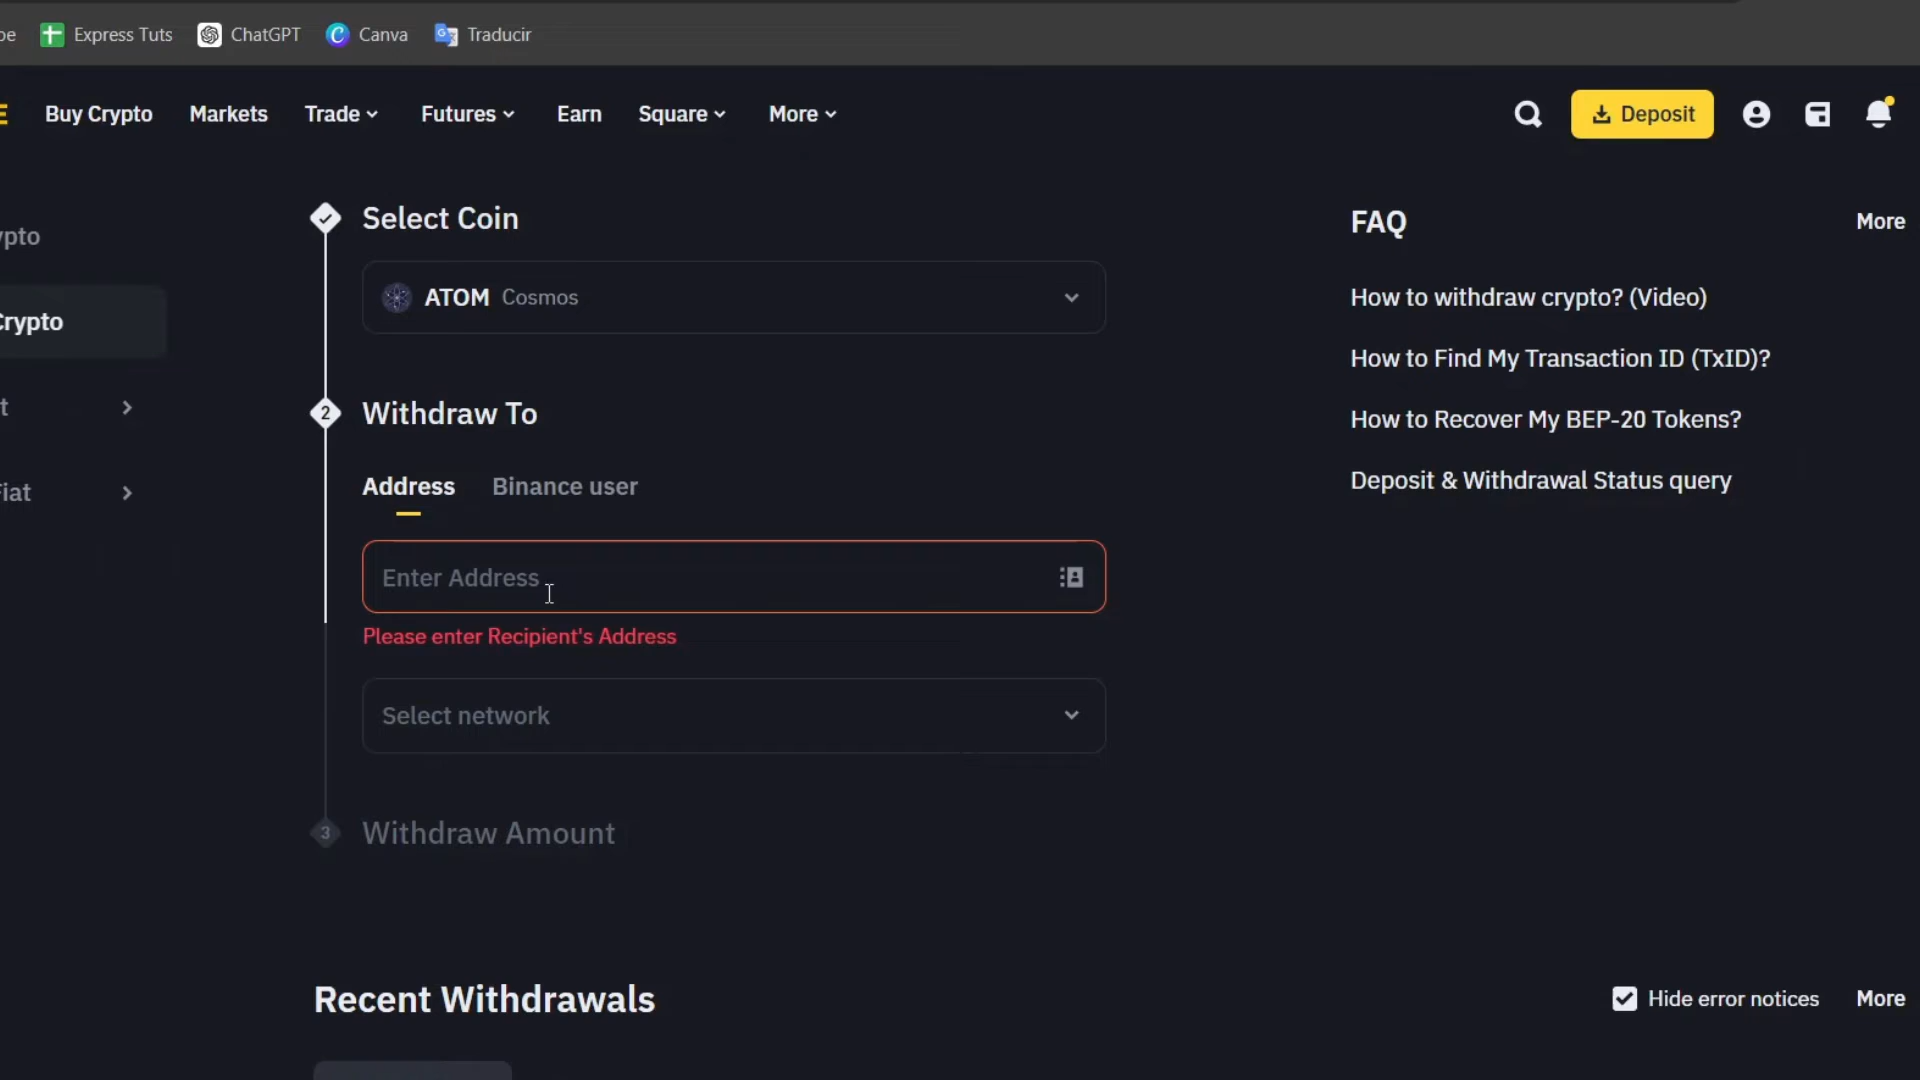 Express Tuts ChatGPT Canva Traducir
Buy Crypto Markets Trade Futures Earn Square More Deposit
Select Coin
ATOM Cosmos
2 Withdraw To
Address Binance user
Enter Address
Please enter Recipient's Address
Select network
3 Withdraw Amount
FAQ More
How to withdraw crypto? (Video)
How to Find My Transaction ID (TxID)?
How to Recover My BEP-20 Tokens?
Deposit & Withdrawal Status query
Recent Withdrawals
Hide error notices More